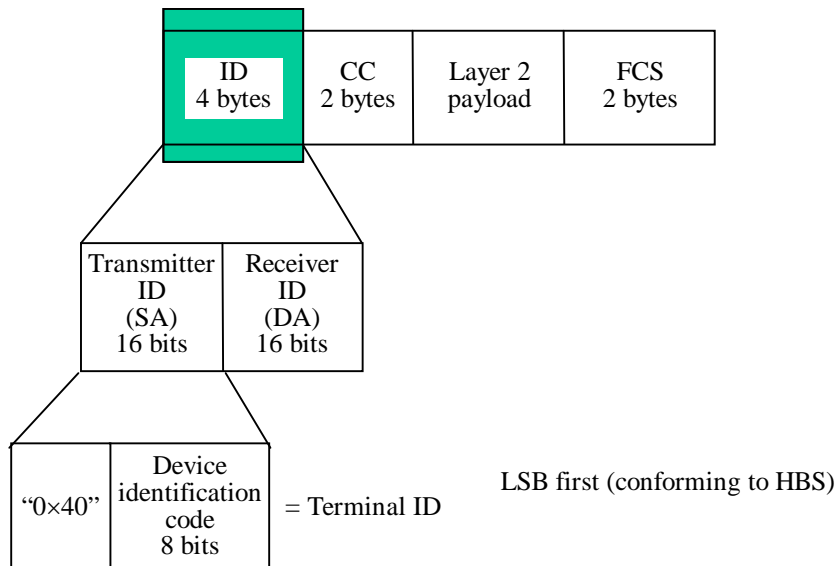 ID
4 bytes
CC
2 bytes
Layer 2
payload
FCS
2 bytes
Transmitter
ID
(SA)
16 bits
Receiver
ID
(DA)
16 bits
“0×40”
Device
identification
code
8 bits
= Terminal ID
LSB first (conforming to HBS)